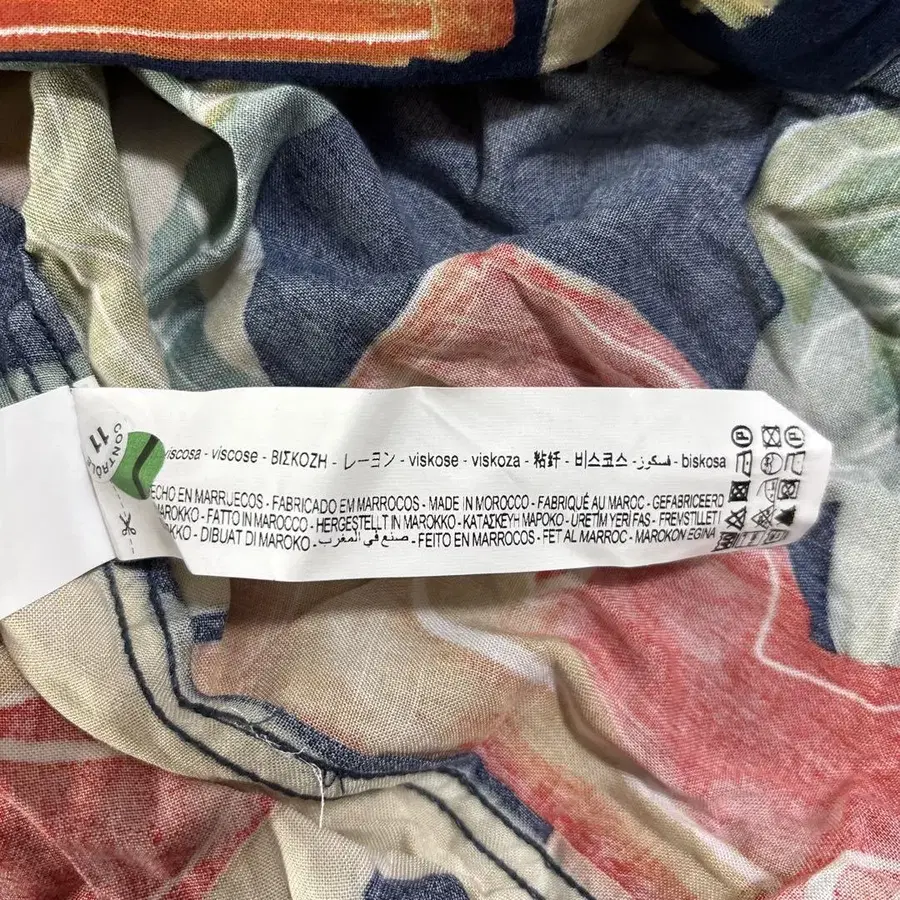 CONTROL
11
viscosa - viscose - ΒΙΣΚΟΖΗ - レーヨン - viskose - viskoza - 粘纤 - 비스코스 - فسكوز - biskosa
ECHO EN MARRUECOS - FABRICADO EM MARROCOS - MADE IN MOROCCO - FABRIQUÉ AU MAROC - GEFABRICEERD
MAROKKO - FATTO IN MAROCCO - HERGESTELLT IN MAROKKO - ΚΑΤΑΣΚΕΥΗ ΜΑΡΟΚΟ - ÜRETİM YERİ FAS - FREMSTILLET I
OKKO - DIBUAT DI MAROKO - صنع في المغرب - FEITO EN MARROCOS - FET AL MARROC - MAROKON EGINA